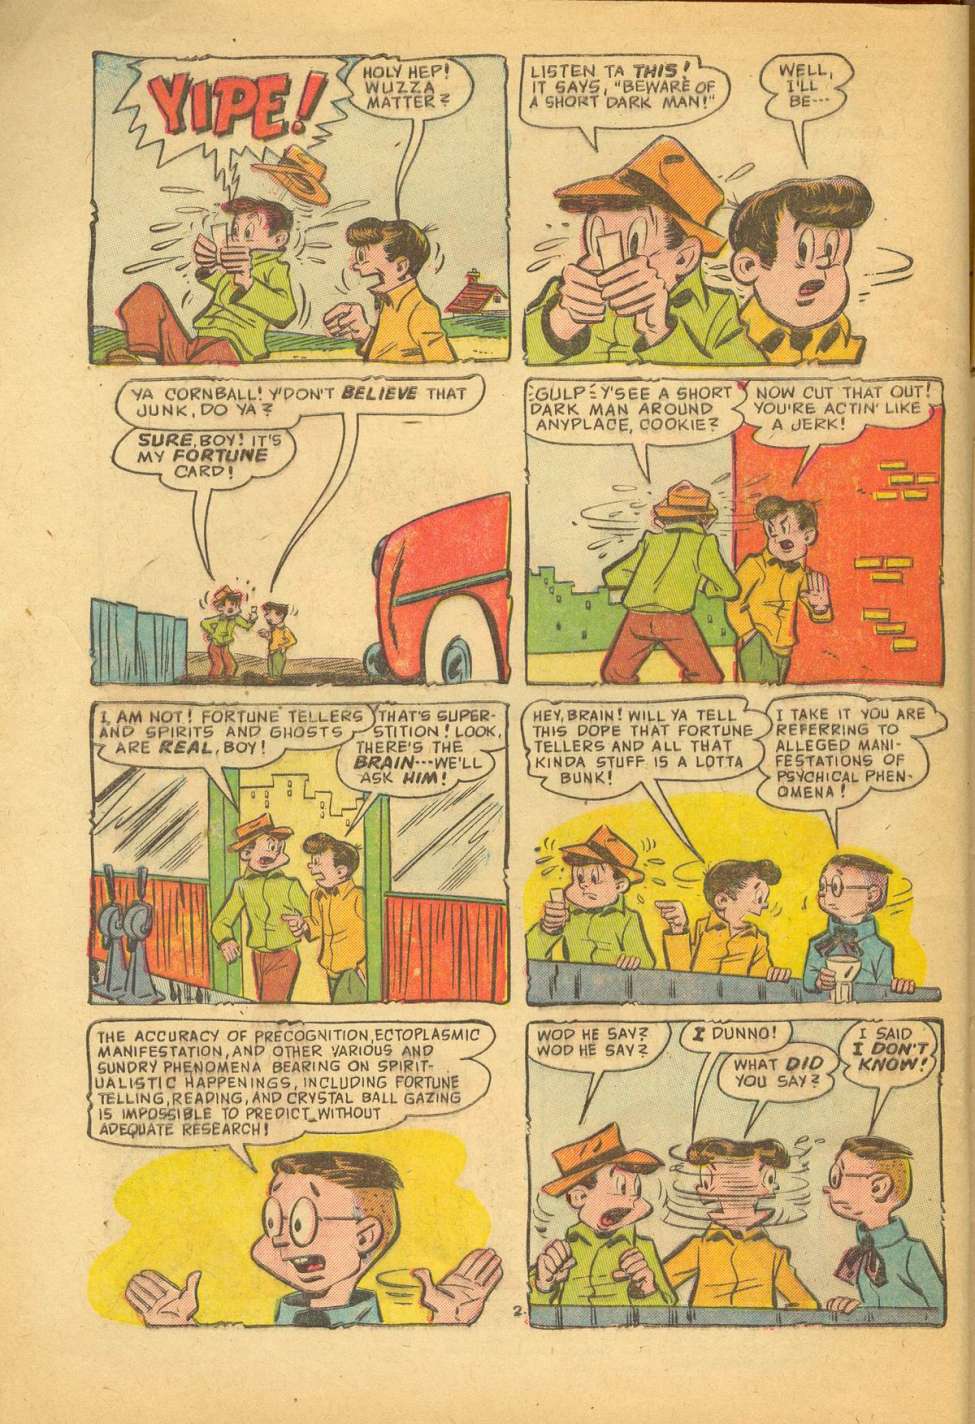 YIPE!
HOLY HEP!
WUZZA
MATTER?
LISTEN TA THIS!
IT SAYS, "BEWARE OF
A SHORT DARK MAN!"
WELL,
I'LL
BE---
YA CORNBALL! Y'DON'T BELIEVE THAT
JUNK, DO YA?
SURE, BOY! IT'S
MY FORTUNE
CARD!
GULP Y'SEE A SHORT
DARK MAN AROUND
ANYPLACE, COOKIE?
NOW CUT THAT OUT!
YOU'RE ACTIN' LIKE
A JERK!
I AM NOT! FORTUNE TELLERS
AND SPIRITS AND GHOSTS
ARE REAL, BOY!
THAT'S SUPER-
STITION! LOOK,
THERE'S THE
BRAIN---WE'LL
ASK HIM!
HEY, BRAIN! WILL YA TELL
THIS DOPE THAT FORTUNE
TELLERS AND ALL THAT
KINDA STUFF IS A LOTTA
BUNK!
I TAKE IT YOU ARE
REFERRING TO
ALLEGED MANI-
FESTATIONS OF
PSYCHICAL PHEN-
OMENA!
THE ACCURACY OF PRECOGNITION, ECTOPLASMIC
MANIFESTATION, AND OTHER VARIOUS AND
SUNDRY PHENOMENA BEARING ON SPIRIT-
UALISTIC HAPPENINGS, INCLUDING FORTUNE
TELLING, READING, AND CRYSTAL BALL GAZING
IS IMPOSSIBLE TO PREDICT WITHOUT
ADEQUATE RESEARCH!
WOD HE SAY?
WOD HE SAY?
I DUNNO!
WHAT DID
YOU SAY?
I SAID
I DON'T
KNOW!
2